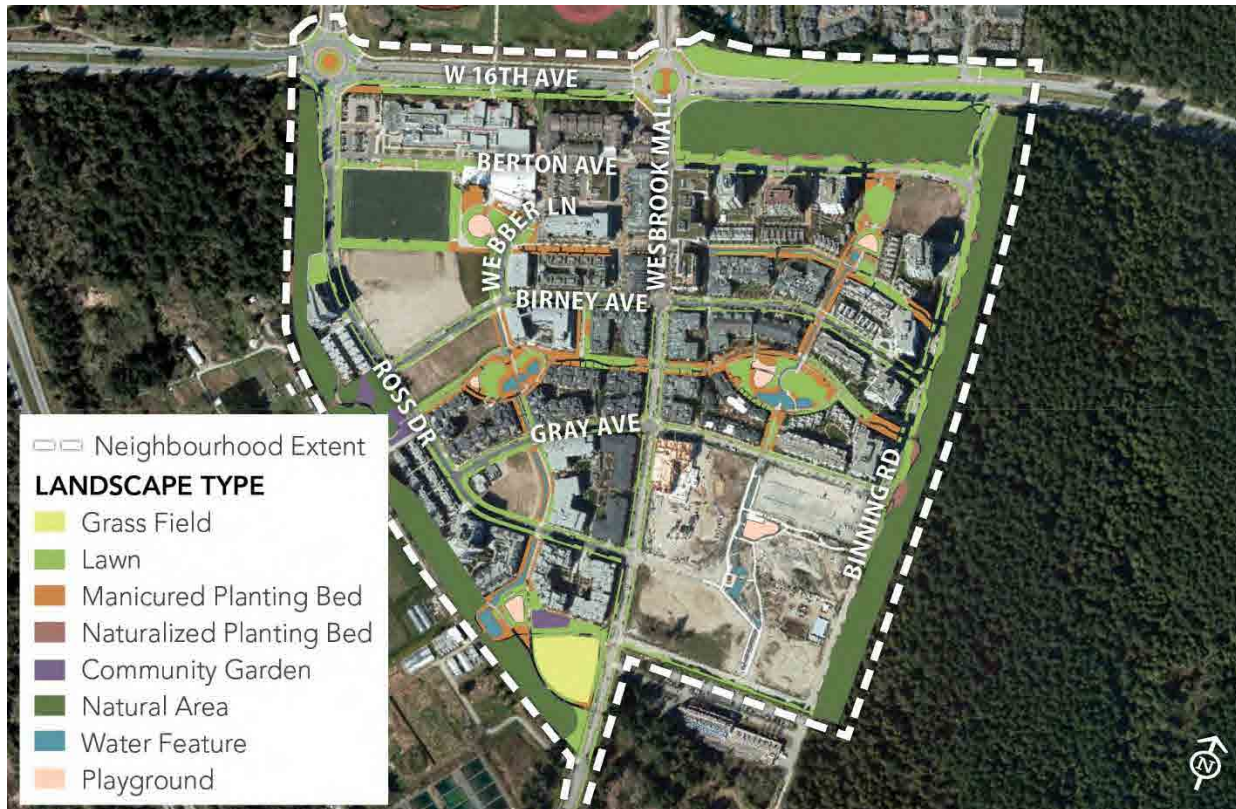 W 16TH AVE
WESBROOK MALL
BERTON AVE
WEBBER LN
BIRNEY AVE
ROSS DR
GRAY AVE
BINNING RD
Neighbourhood Extent
LANDSCAPE TYPE
Grass Field
Lawn
Manicured Planting Bed
Naturalized Planting Bed
Community Garden
Natural Area
Water Feature
Playground
N